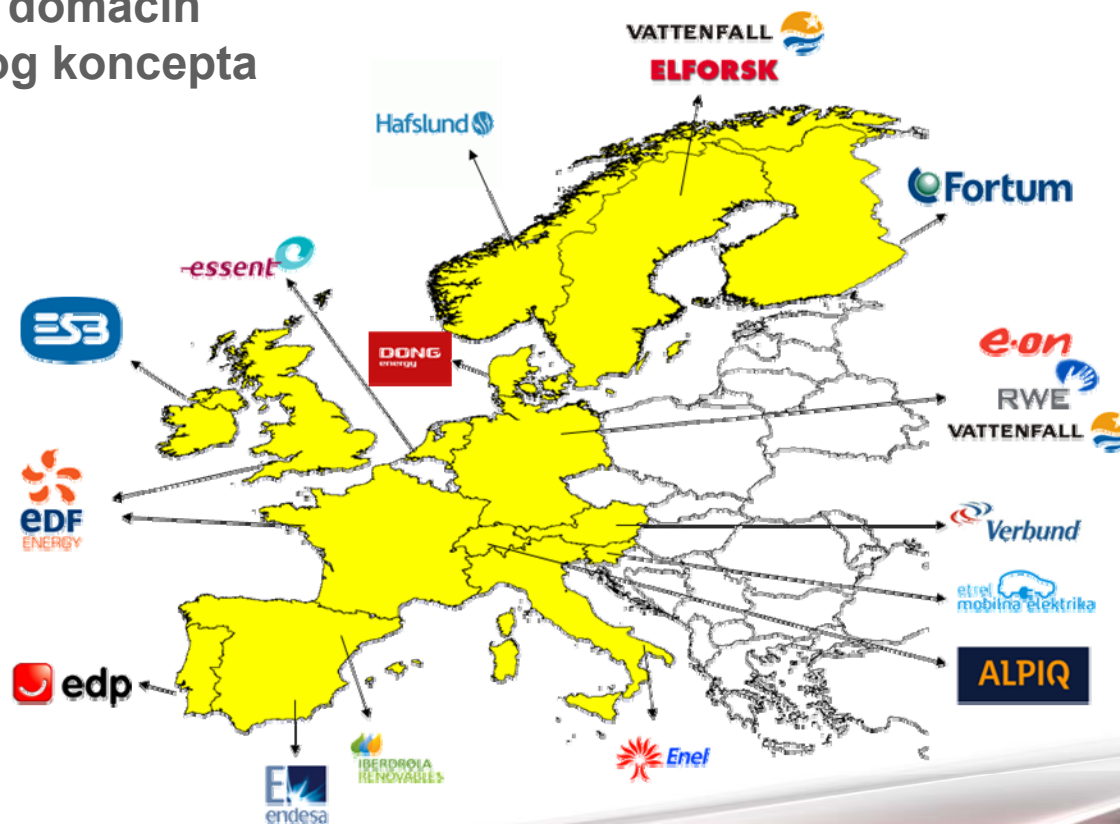 domaćin
og koncepta
VATTENFALL
ELFORSK
Hafslund
Fortum
essent
ESB
DONG
energy
e·on
RWE
VATTENFALL
eDF
ENERGY
Verbund
etrel
mobilna elektrika
edp
ALPIQ
IBERDROLA
RENOVABLES
Enel
E
endesa